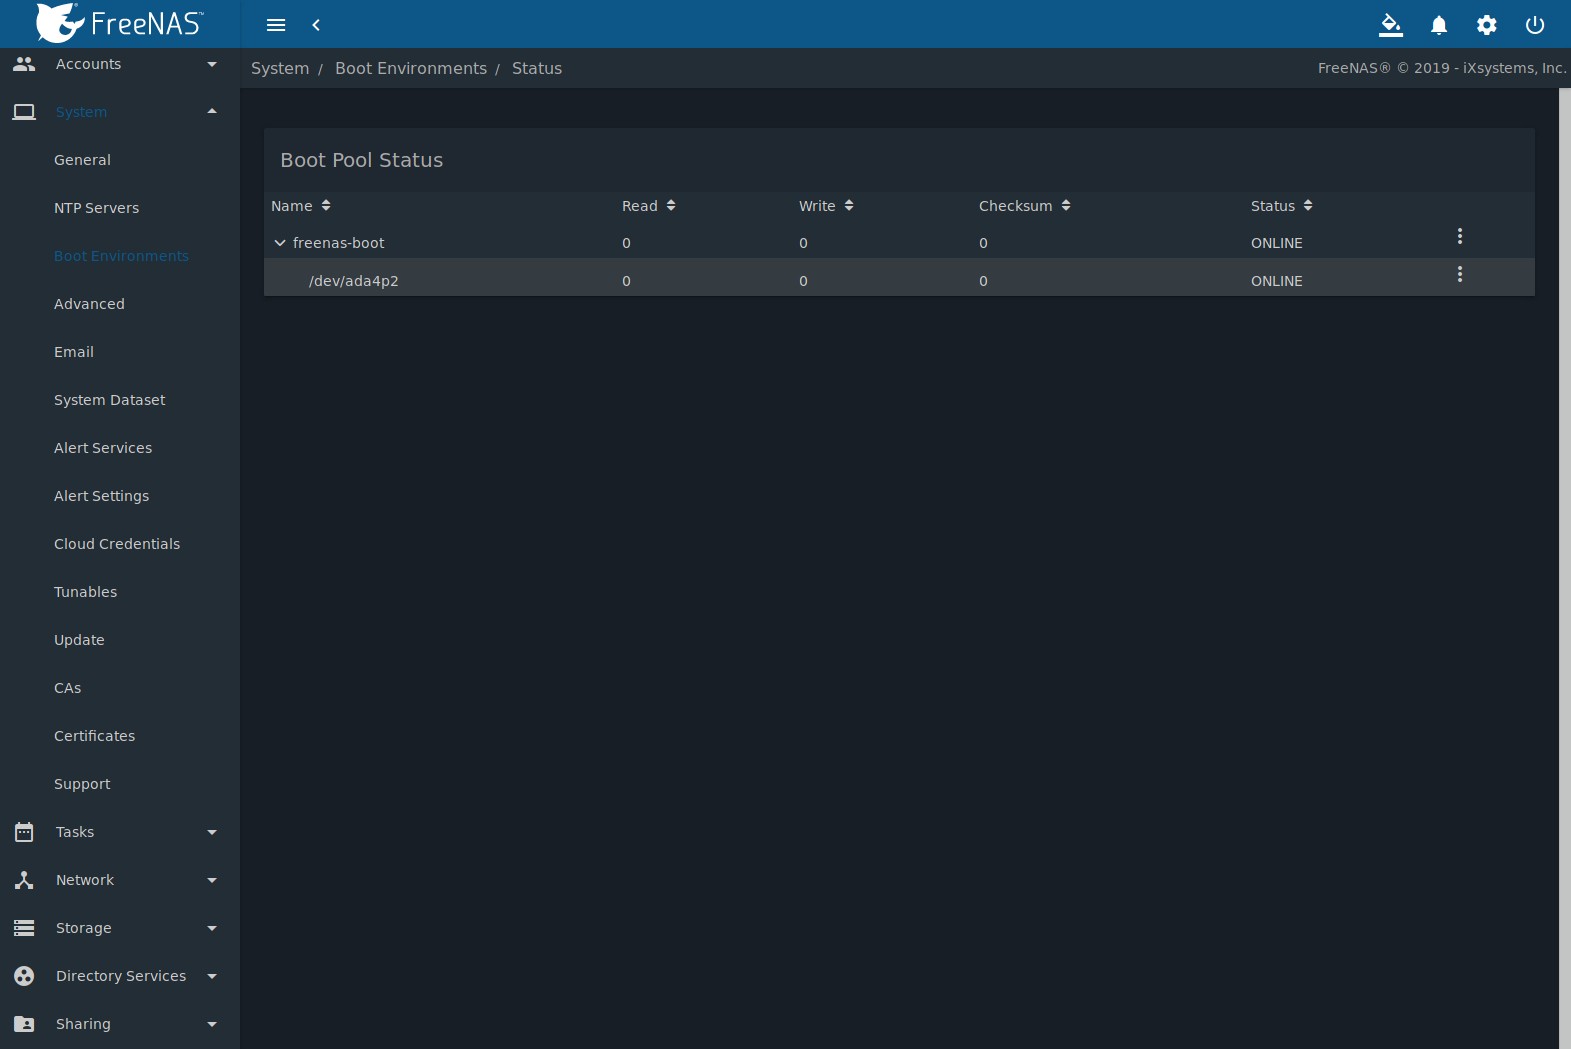 FreeNAS™
System / Boot Environments / Status
FreeNAS® © 2019 - iXsystems, Inc.
Accounts
System
General
NTP Servers
Boot Environments
Advanced
Email
System Dataset
Alert Services
Alert Settings
Cloud Credentials
Tunables
Update
CAs
Certificates
Support
Tasks
Network
Storage
Directory Services
Sharing
Boot Pool Status
Name Read Write Checksum Status
freenas-boot 0 0 0 ONLINE
/dev/ada4p2 0 0 0 ONLINE